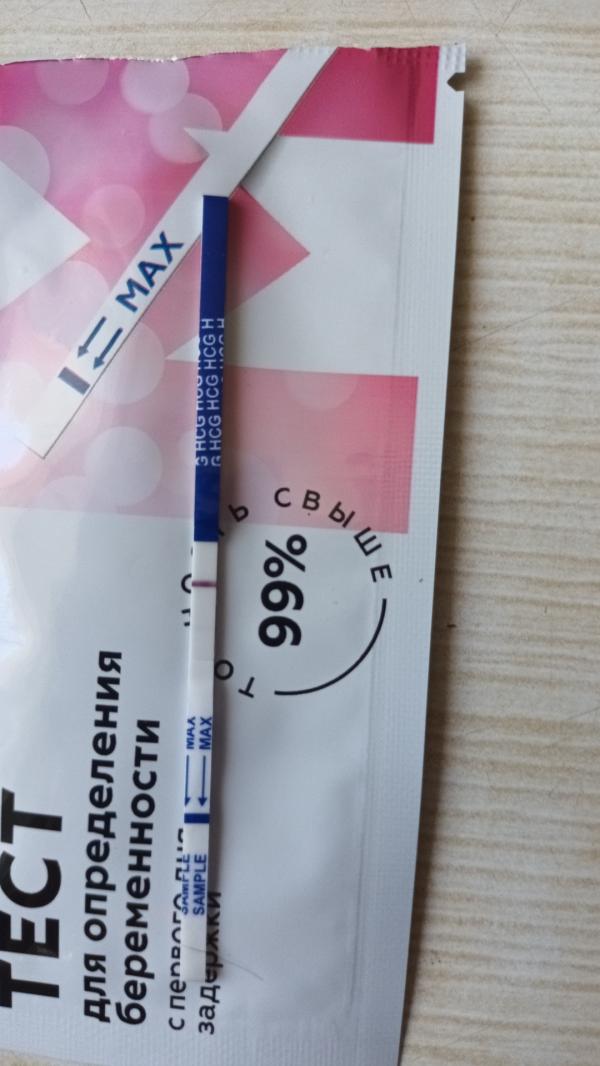 MAX
G HCG HCG HCG H
G HCG HCG HCG H
СВЫШЕ
99%
MAX
MAX
SAMPLE
SAMPLE
ТЕСТ
для определения
беременности
с первого дня
задержки